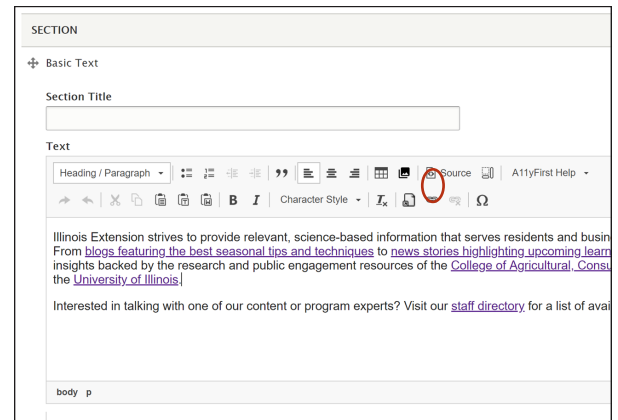 SECTION
Basic Text
Section Title
Text
Heading / Paragraph
Source
A11yFirst Help
B I Character Style Ix Ω
Illinois Extension strives to provide relevant, science-based information that serves residents and busin
From blogs featuring the best seasonal tips and techniques to news stories highlighting upcoming learn
insights backed by the research and public engagement resources of the College of Agricultural, Consu
the University of Illinois.
Interested in talking with one of our content or program experts? Visit our staff directory for a list of avai
body p